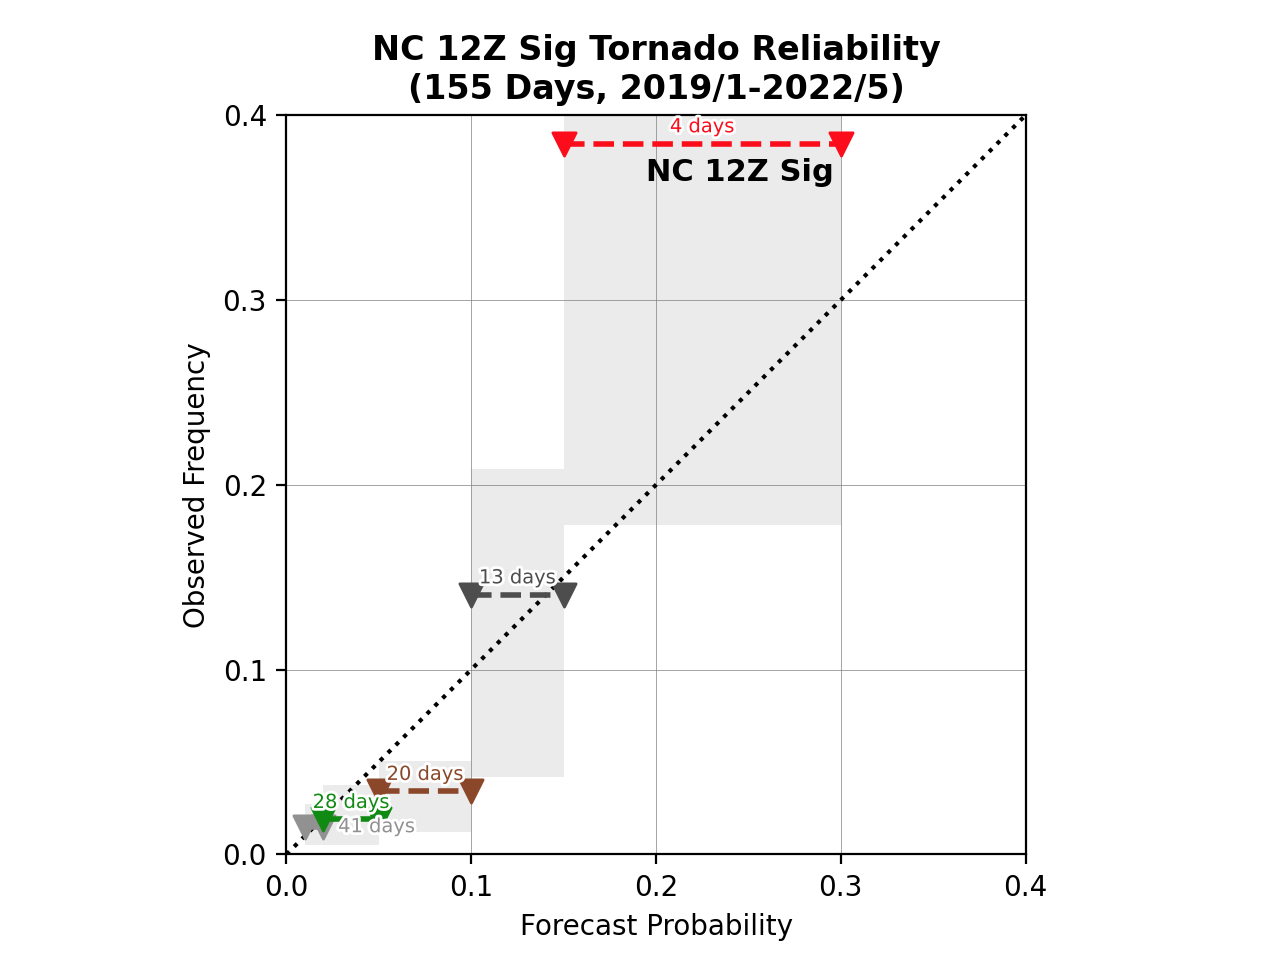 NC 12Z Sig Tornado Reliability
(155 Days, 2019/1-2022/5)
0.4
4 days
NC 12Z Sig
0.3
0.2
13 days
0.1
20 days
28 days
41 days
0.0
0.0 0.1 0.2 0.3 0.4
Observed Frequency
Forecast Probability